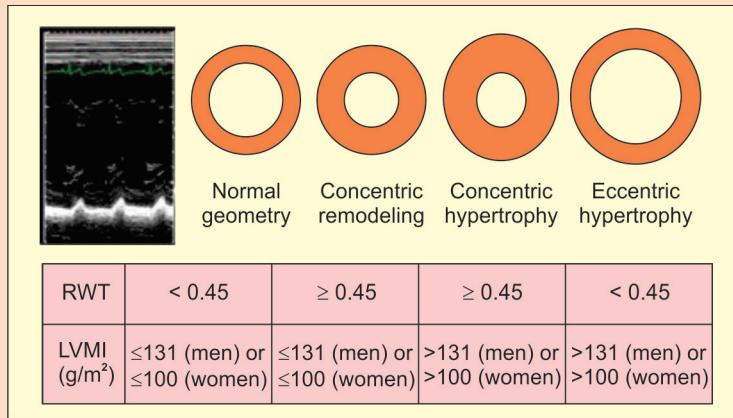 Normal geometry
Concentric remodeling
Concentric hypertrophy
Eccentric hypertrophy
RWT < 0.45 ≥ 0.45 ≥ 0.45 < 0.45
LVMI (g/m²) ≤131 (men) or ≤100 (women) ≤131 (men) or ≤100 (women) >131 (men) or >100 (women) >131 (men) or >100 (women)